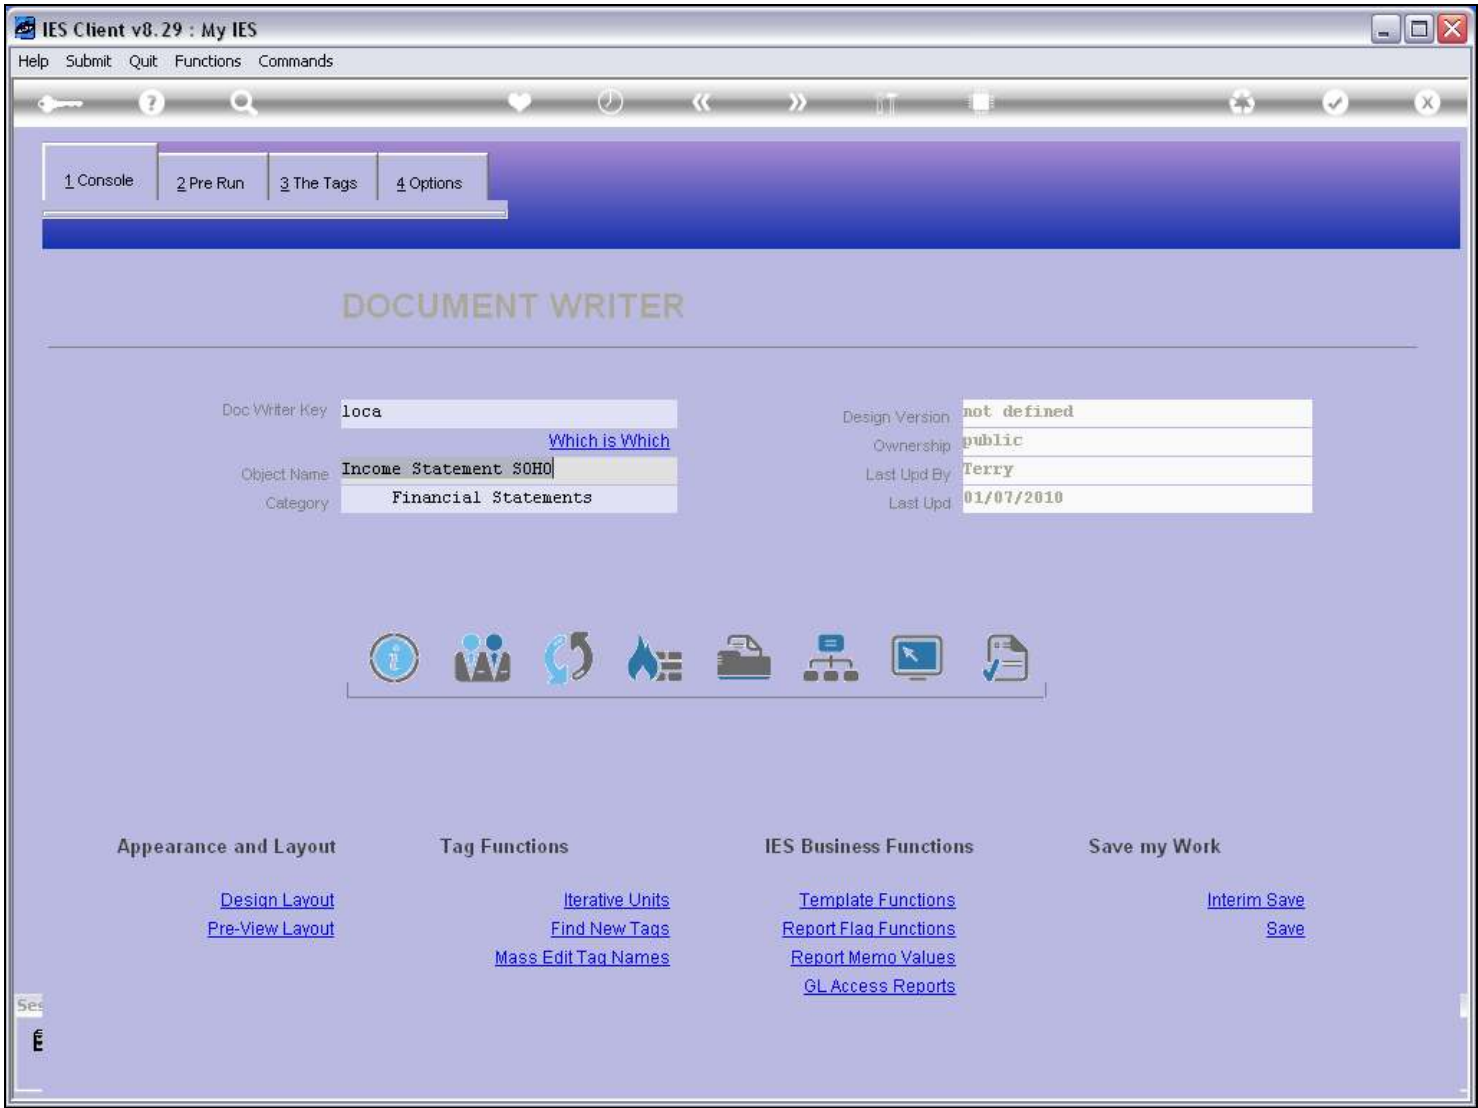 IES Client v8.29 : My IES
Help Submit Quit Functions Commands
1 Console
2 Pre Run
3 The Tags
4 Options
DOCUMENT WRITER
Doc Writer Key loca
Which is Which
Object Name Income Statement SOHO
Category Financial Statements
Design Version not defined
Ownership public
Last Upd By Terry
Last Upd 01/07/2010
Appearance and Layout
Design Layout
Pre-View Layout
Tag Functions
Iterative Units
Find New Tags
Mass Edit Tag Names
IES Business Functions
Template Functions
Report Flag Functions
Report Memo Values
GL Access Reports
Save my Work
Interim Save
Save